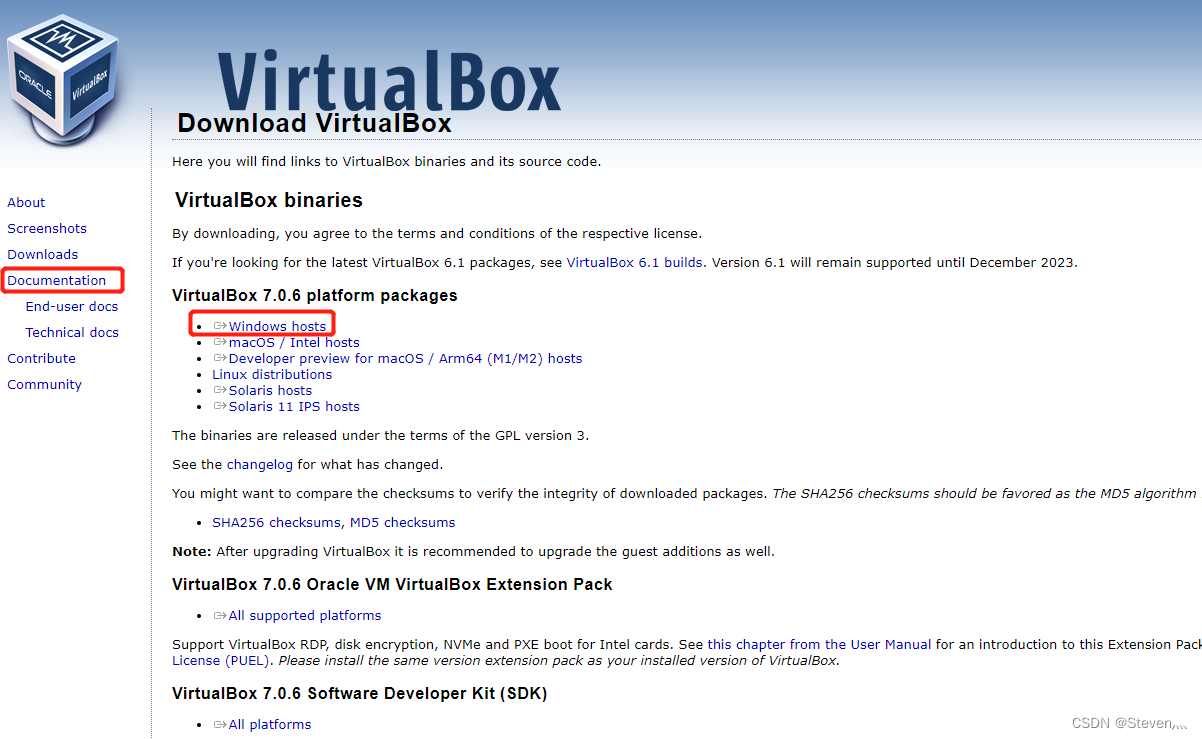 ORACLE
VirtualBox
VirtualBox
Download VirtualBox
Here you will find links to VirtualBox binaries and its source code.
About
Screenshots
Downloads
Documentation
End-user docs
Technical docs
Contribute
Community
VirtualBox binaries
By downloading, you agree to the terms and conditions of the respective license.
If you're looking for the latest VirtualBox 6.1 packages, see VirtualBox 6.1 builds. Version 6.1 will remain supported until December 2023.
VirtualBox 7.0.6 platform packages
Windows hosts
macOS / Intel hosts
Developer preview for macOS / Arm64 (M1/M2) hosts
Linux distributions
Solaris hosts
Solaris 11 IPS hosts
The binaries are released under the terms of the GPL version 3.
See the changelog for what has changed.
You might want to compare the checksums to verify the integrity of downloaded packages. The SHA256 checksums should be favored as the MD5 algorithm
SHA256 checksums, MD5 checksums
Note: After upgrading VirtualBox it is recommended to upgrade the guest additions as well.
VirtualBox 7.0.6 Oracle VM VirtualBox Extension Pack
All supported platforms
Support VirtualBox RDP, disk encryption, NVMe and PXE boot for Intel cards. See this chapter from the User Manual for an introduction to this Extension Pack
License (PUEL). Please install the same version extension pack as your installed version of VirtualBox.
VirtualBox 7.0.6 Software Developer Kit (SDK)
All platforms
CSDN @Steven灬